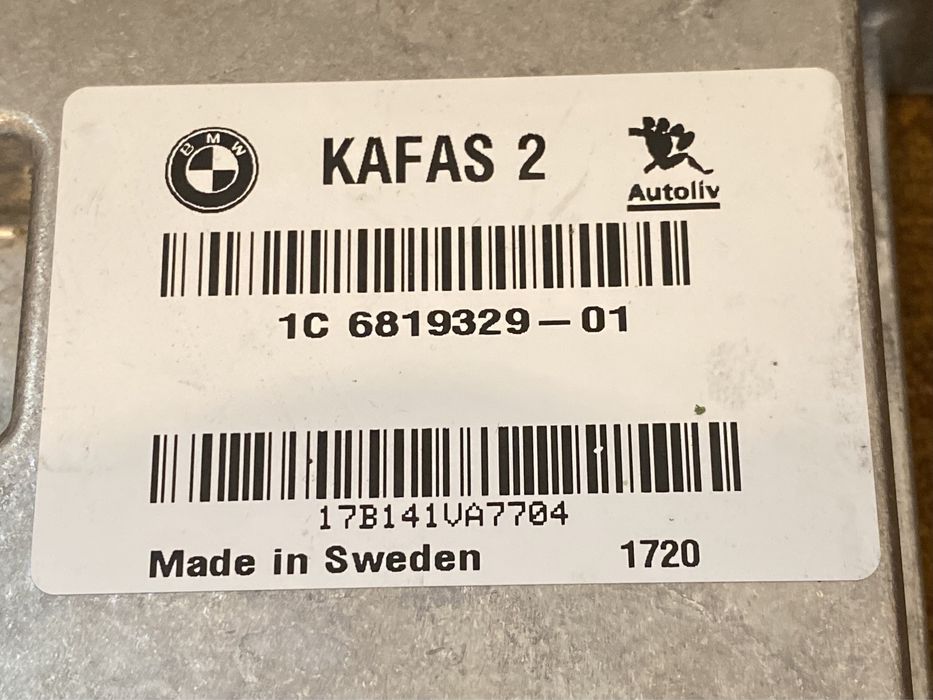 BMW
KAFAS 2
Autoliv
1C 6819329-01
17B141VA7704
Made in Sweden 1720